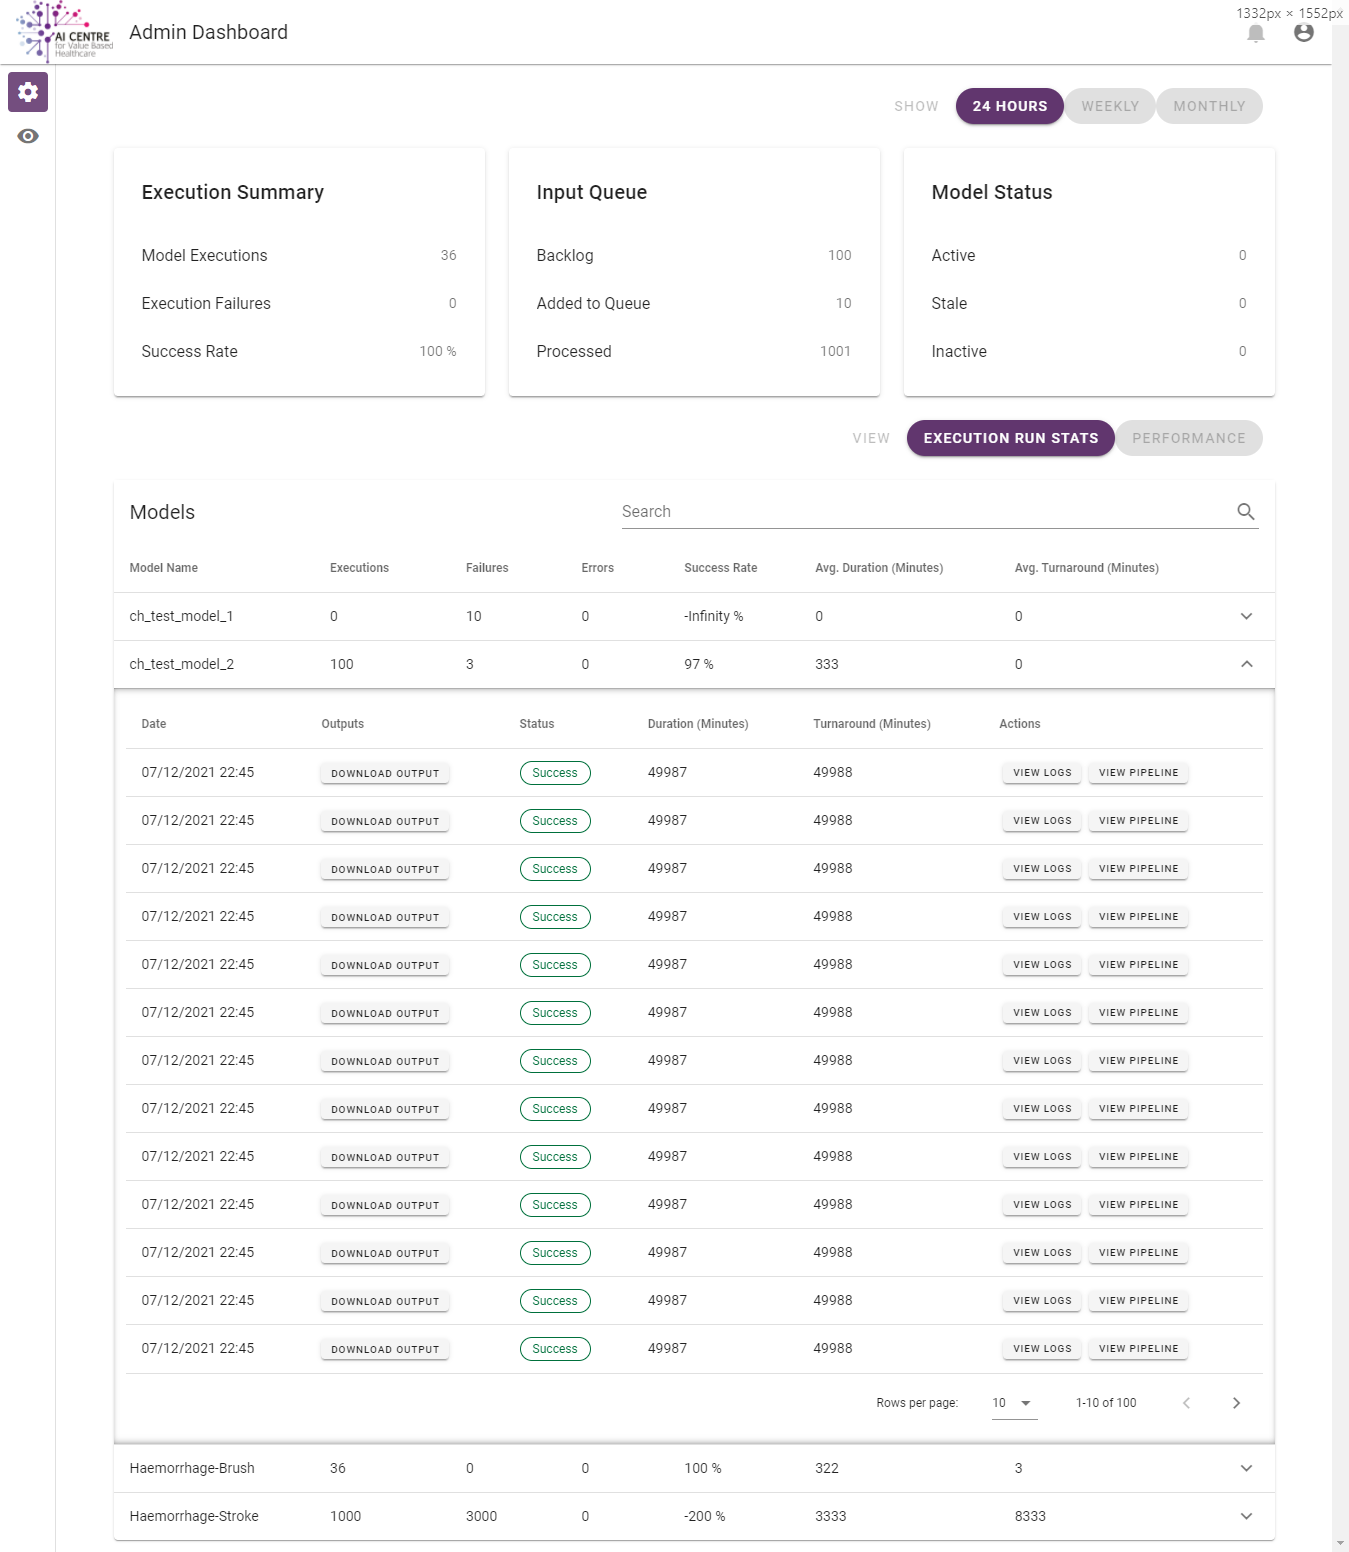 1332px × 1552px
AI CENTRE
for Value Based
Healthcare
Admin Dashboard
SHOW 24 HOURS WEEKLY MONTHLY
Execution Summary
Model Executions 36
Execution Failures 0
Success Rate 100 %
Input Queue
Backlog 100
Added to Queue 10
Processed 1001
Model Status
Active 0
Stale 0
Inactive 0
VIEW EXECUTION RUN STATS PERFORMANCE
Models Search
Model Name Executions Failures Errors Success Rate Avg. Duration (Minutes) Avg. Turnaround (Minutes)
ch_test_model_1 0 10 0 -Infinity % 0 0
ch_test_model_2 100 3 0 97 % 333 0
Date Outputs Status Duration (Minutes) Turnaround (Minutes) Actions
07/12/2021 22:45 DOWNLOAD OUTPUT Success 49987 49988 VIEW LOGS VIEW PIPELINE
07/12/2021 22:45 DOWNLOAD OUTPUT Success 49987 49988 VIEW LOGS VIEW PIPELINE
07/12/2021 22:45 DOWNLOAD OUTPUT Success 49987 49988 VIEW LOGS VIEW PIPELINE
07/12/2021 22:45 DOWNLOAD OUTPUT Success 49987 49988 VIEW LOGS VIEW PIPELINE
07/12/2021 22:45 DOWNLOAD OUTPUT Success 49987 49988 VIEW LOGS VIEW PIPELINE
07/12/2021 22:45 DOWNLOAD OUTPUT Success 49987 49988 VIEW LOGS VIEW PIPELINE
07/12/2021 22:45 DOWNLOAD OUTPUT Success 49987 49988 VIEW LOGS VIEW PIPELINE
07/12/2021 22:45 DOWNLOAD OUTPUT Success 49987 49988 VIEW LOGS VIEW PIPELINE
07/12/2021 22:45 DOWNLOAD OUTPUT Success 49987 49988 VIEW LOGS VIEW PIPELINE
07/12/2021 22:45 DOWNLOAD OUTPUT Success 49987 49988 VIEW LOGS VIEW PIPELINE
07/12/2021 22:45 DOWNLOAD OUTPUT Success 49987 49988 VIEW LOGS VIEW PIPELINE
07/12/2021 22:45 DOWNLOAD OUTPUT Success 49987 49988 VIEW LOGS VIEW PIPELINE
07/12/2021 22:45 DOWNLOAD OUTPUT Success 49987 49988 VIEW LOGS VIEW PIPELINE
Rows per page: 10 1-10 of 100
Haemorrhage-Brush 36 0 0 100 % 322 3
Haemorrhage-Stroke 1000 3000 0 -200 % 3333 8333